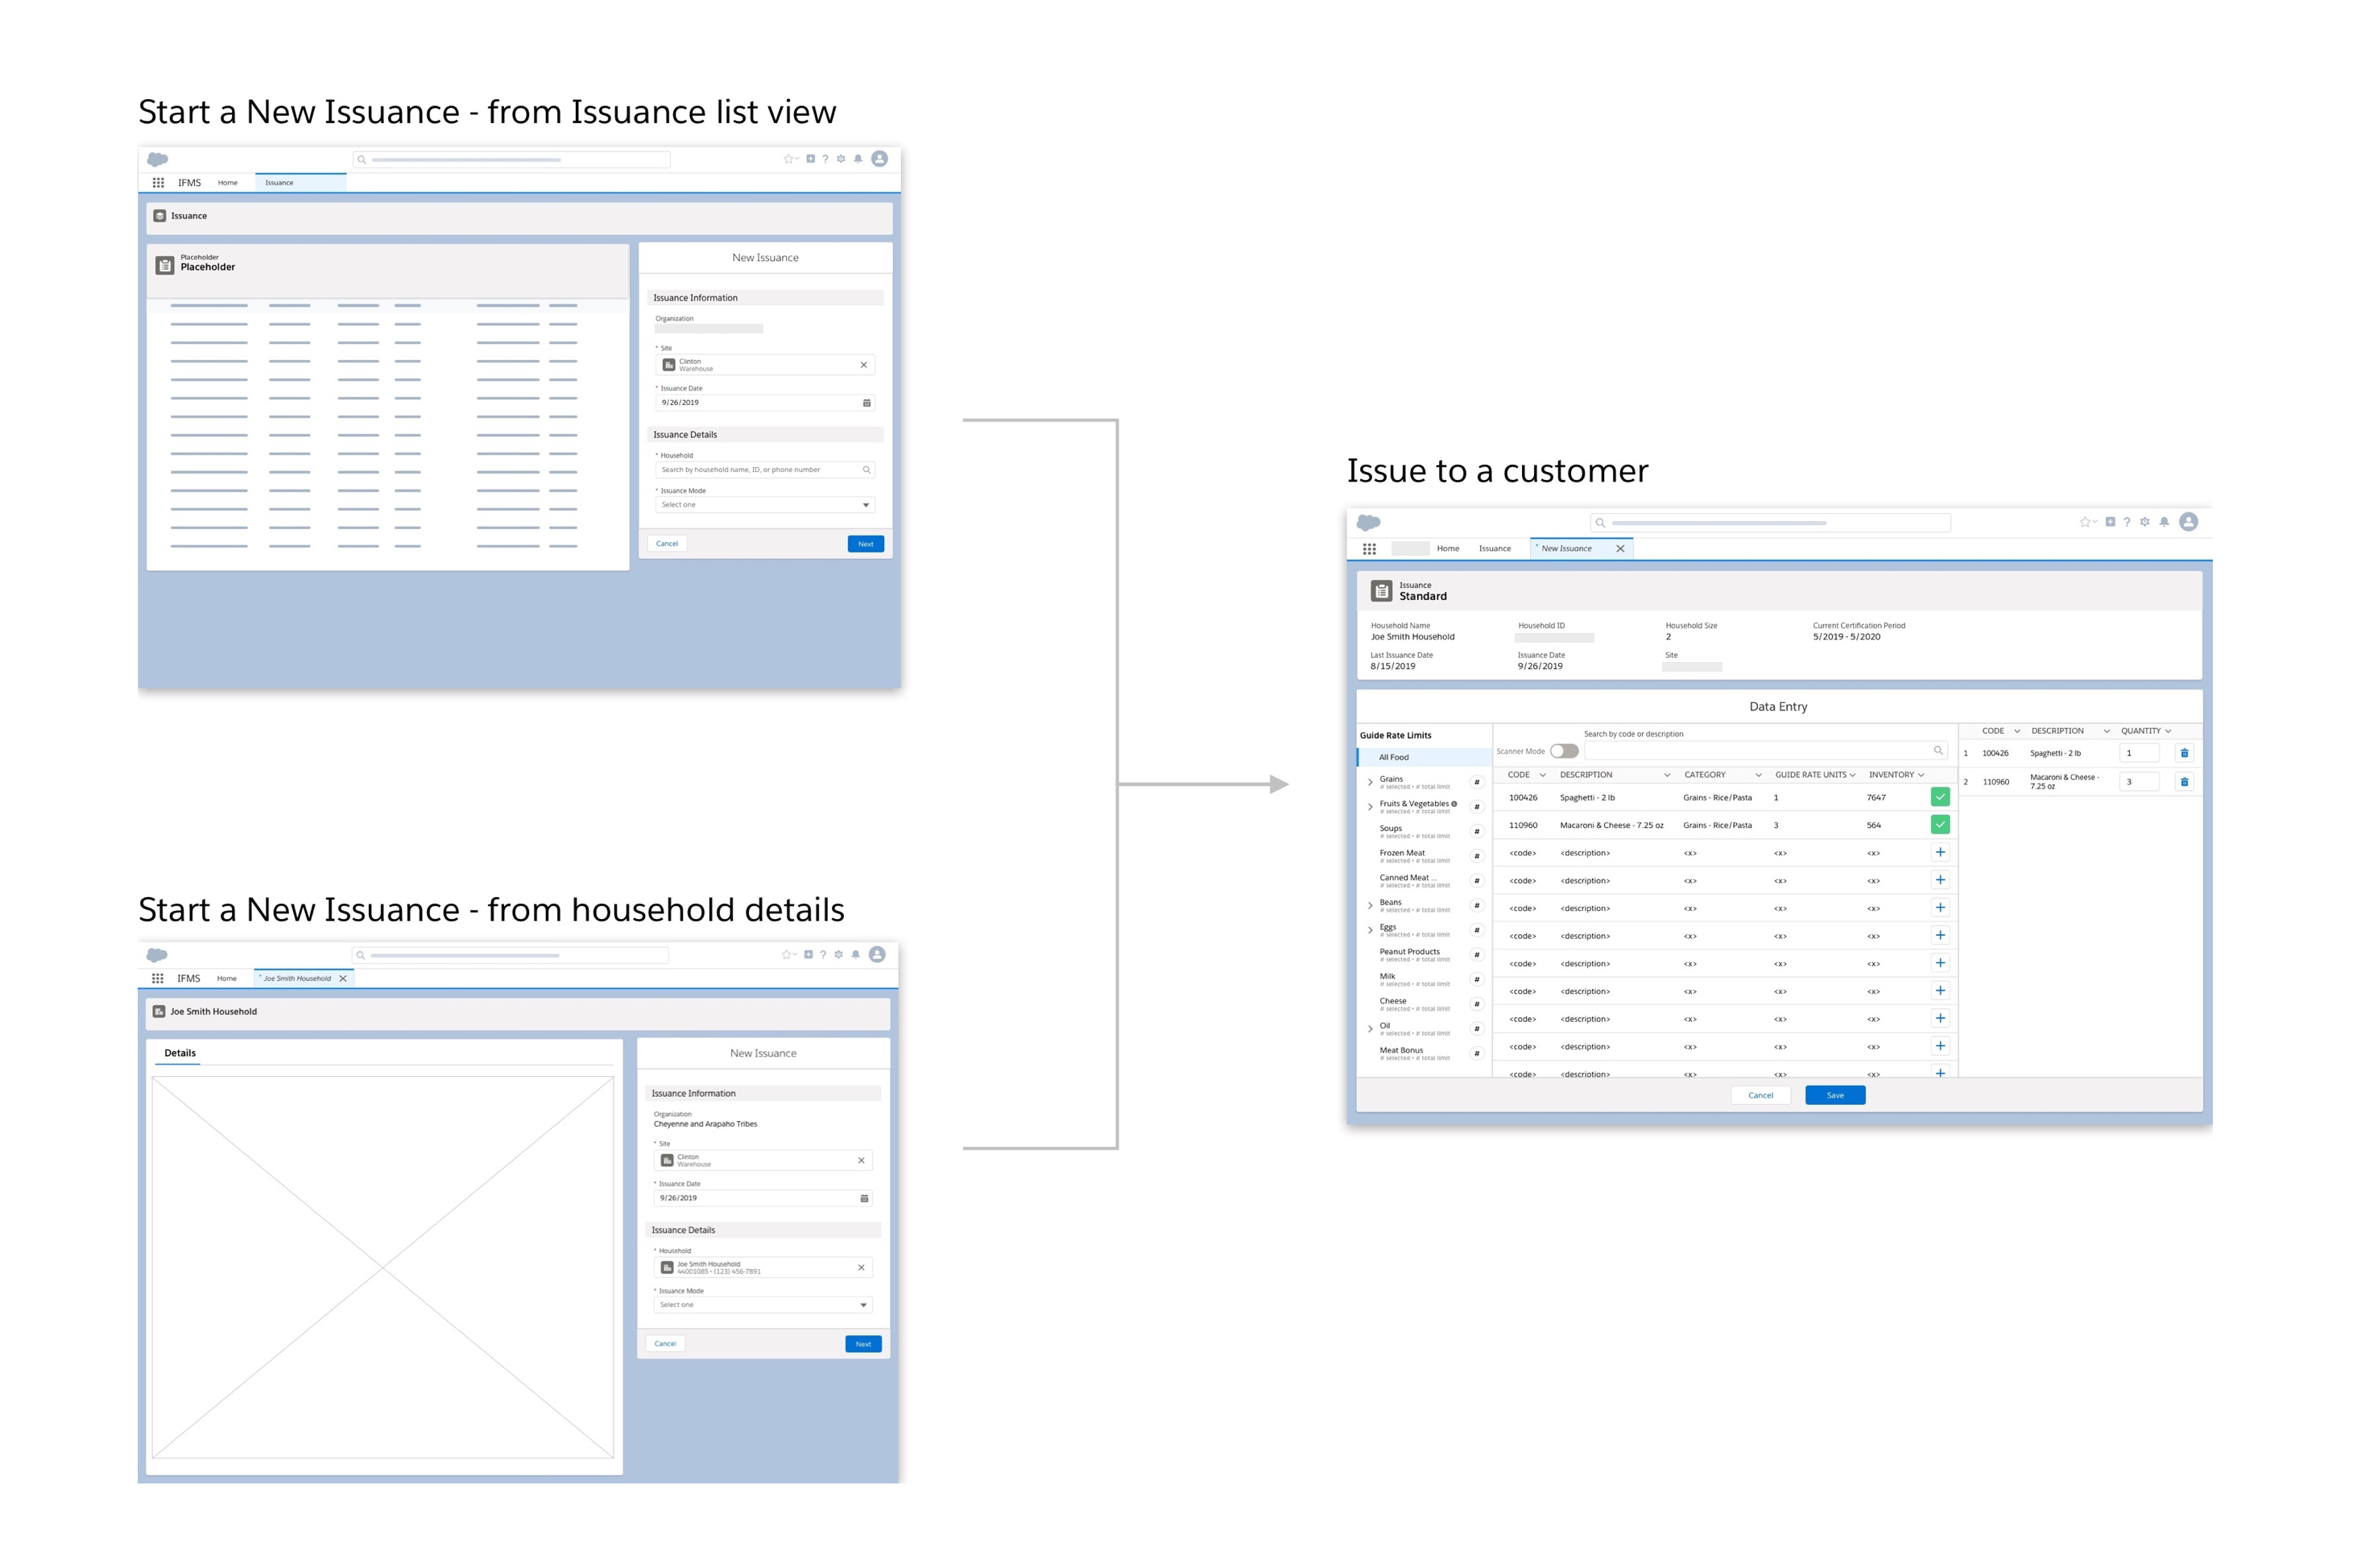 Start a New Issuance - from Issuance list view
IFMS Home Issuance
Issuance
Placeholder
Placeholder
New Issuance
Issuance Information
Organization
* Site
Clinton
Warehouse
* Issuance Date
9/26/2019
Issuance Details
* Household
Search by household name, ID, or phone number
* Issuance Mode
Select one
Cancel Next
Start a New Issuance - from household details
IFMS Home * Joe Smith Household
Joe Smith Household
Details
New Issuance
Issuance Information
Organization
Cheyenne and Arapaho Tribes
* Site
Clinton
Warehouse
* Issuance Date
9/26/2019
Issuance Details
* Household
Joe Smith Household
44001085 • (123) 456-7891
* Issuance Mode
Select one
Cancel Next
Issue to a customer
Home Issuance * New Issuance
Issuance
Standard
Household Name Household ID Household Size Current Certification Period
Joe Smith Household 2 5/2019 - 5/2020
Last Issuance Date Issuance Date Site
8/15/2019 9/26/2019
Data Entry
Guide Rate Limits
All Food
Grains #
# selected • # total limit
Fruits & Vegetables #
# selected • # total limit
Soups #
# selected • # total limit
Frozen Meat #
# selected • # total limit
Canned Meat ... #
# selected • # total limit
Beans #
# selected • # total limit
Eggs #
# selected • # total limit
Peanut Products #
# selected • # total limit
Milk #
# selected • # total limit
Cheese #
# selected • # total limit
Oil #
# selected • # total limit
Meat Bonus #
# selected • # total limit
Search by code or description
Scanner Mode
CODE DESCRIPTION CATEGORY GUIDE RATE UNITS INVENTORY
100426 Spaghetti - 2 lb Grains - Rice/Pasta 1 7647
110960 Macaroni & Cheese - 7.25 oz Grains - Rice/Pasta 3 564
<code> <description> <x> <x> <x>
<code> <description> <x> <x> <x>
<code> <description> <x> <x> <x>
<code> <description> <x> <x> <x>
<code> <description> <x> <x> <x>
<code> <description> <x> <x> <x>
<code> <description> <x> <x> <x>
<code> <description> <x> <x> <x>
<code> <description> <x> <x> <x>
CODE DESCRIPTION QUANTITY
1 100426 Spaghetti - 2 lb 1
2 110960 Macaroni & Cheese - 3
7.25 oz
Cancel Save